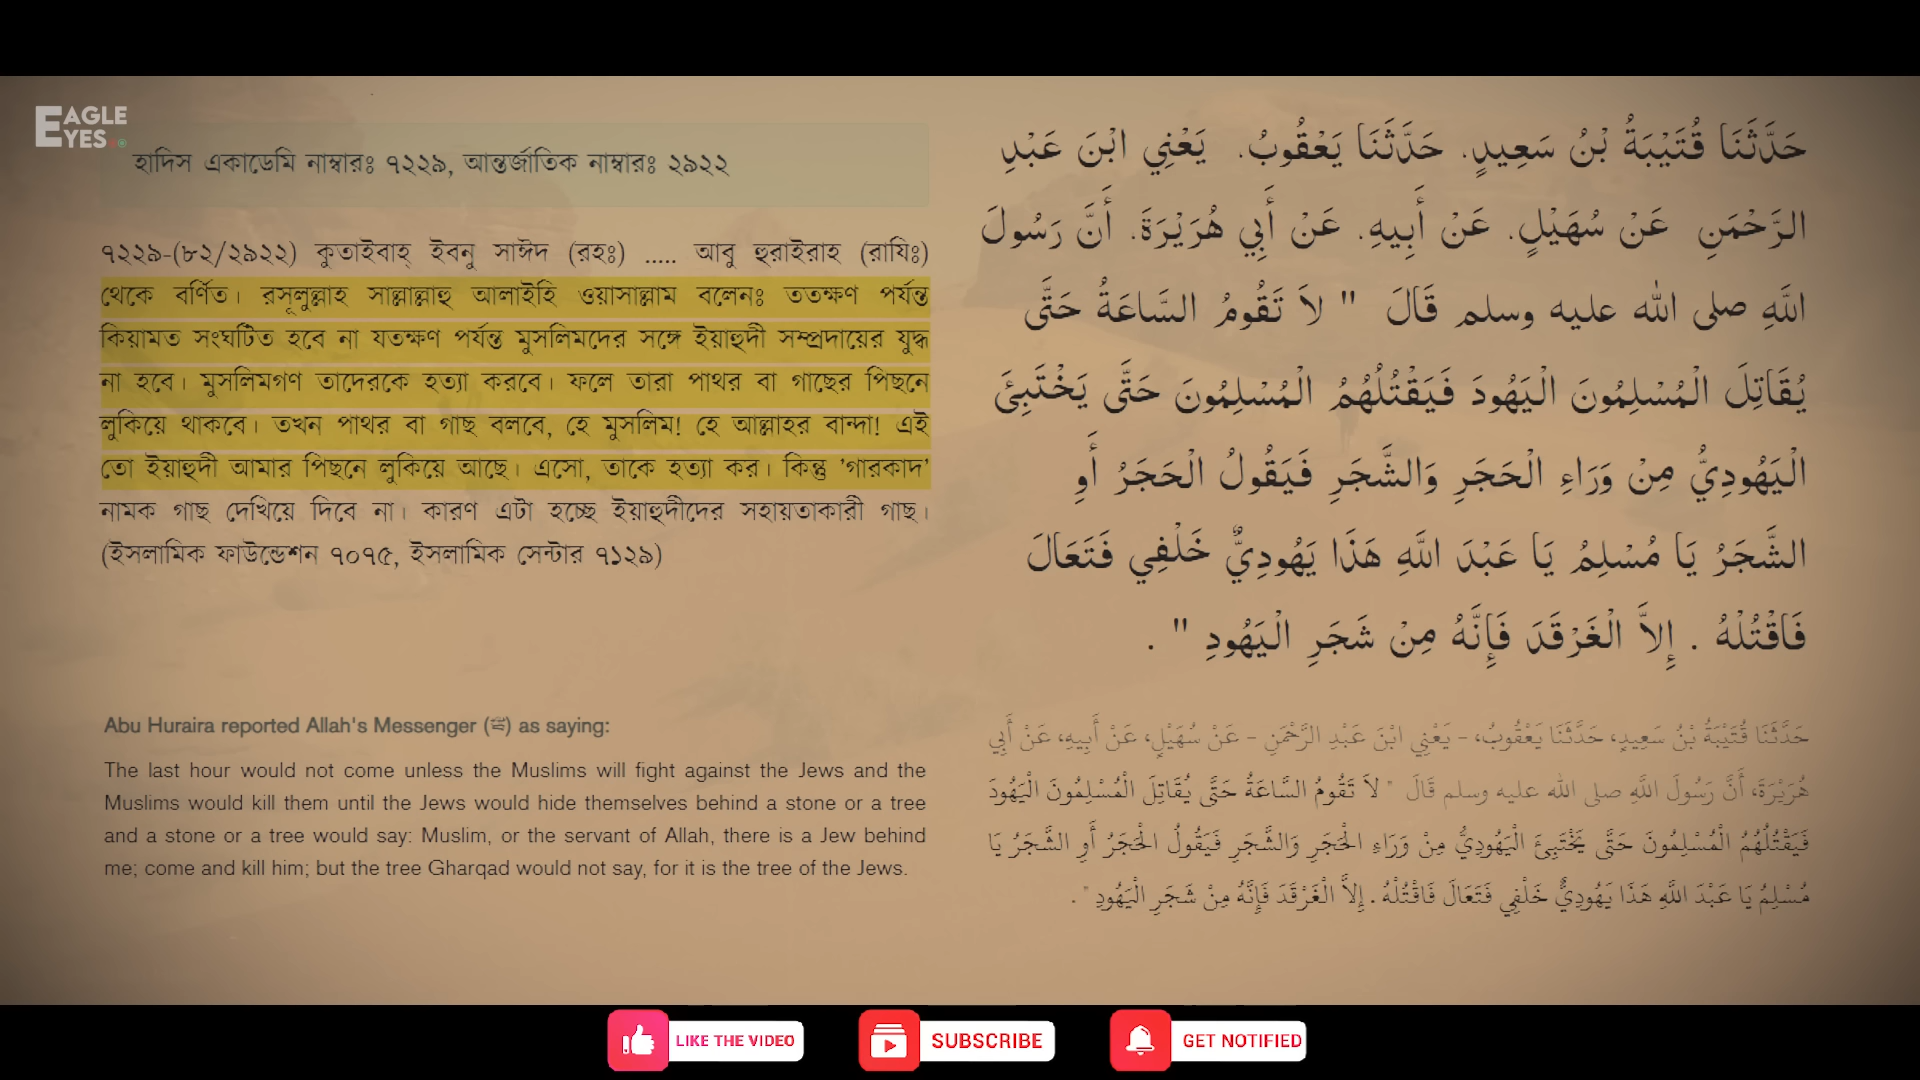 EAGLE
EYES
হাদিস একাডেমি নাম্বারঃ ৭২২৯, আন্তর্জাতিক নাম্বারঃ ২৯২২
৭২২৯-(৮২/২৯২২) কুতাইবাহ্ ইবনু সাঈদ (রহঃ) ..... আবু হুরাইরাহ (রাযিঃ)
থেকে বর্ণিত। রসূলুল্লাহ সাল্লাল্লাহু আলাইহি ওয়াসাল্লাম বলেনঃ ততক্ষণ পর্যন্ত
কিয়ামত সংঘটিত হবে না যতক্ষণ পর্যন্ত মুসলিমদের সঙ্গে ইয়াহুদী সম্প্রদায়ের যুদ্ধ
না হবে। মুসলিমগণ তাদেরকে হত্যা করবে। ফলে তারা পাথর বা গাছের পিছনে
লুকিয়ে থাকবে। তখন পাথর বা গাছ বলবে, হে মুসলিম! হে আল্লাহর বান্দা! এই
তো ইয়াহুদী আমার পিছনে লুকিয়ে আছে। এসো, তাকে হত্যা কর। কিন্তু 'গারকাদ'
নামক গাছ দেখিয়ে দিবে না। কারণ এটা হচ্ছে ইয়াহুদীদের সহায়তাকারী গাছ।
(ইসলামিক ফাউন্ডেশন ৭০৭৫, ইসলামিক সেন্টার ৭১২৯)
Abu Huraira reported Allah's Messenger (ﷺ) as saying:
The last hour would not come unless the Muslims will fight against the Jews and the
Muslims would kill them until the Jews would hide themselves behind a stone or a tree
and a stone or a tree would say: Muslim, or the servant of Allah, there is a Jew behind
me; come and kill him; but the tree Gharqad would not say, for it is the tree of the Jews.
حَدَّثَنَا قُتَيْبَةُ بْنُ سَعِيدٍ. حَدَّثَنَا يَعْقُوبُ. يَعْنِي ابْنَ عَبْدِ
الرَّحْمَنِ عَنْ سُهَيْلٍ. عَنْ أَبِيهِ. عَنْ أَبِي هُرَيْرَةَ. أَنَّ رَسُولَ
اللَّهِ صلى الله عليه وسلم قَالَ " لاَ تَقُومُ السَّاعَةُ حَتَّى
يُقَاتِلَ الْمُسْلِمُونَ الْيَهُودَ فَيَقْتُلُهُمُ الْمُسْلِمُونَ حَتَّى يَخْتَبِئَ
الْيَهُودِيُّ مِنْ وَرَاءِ الْحَجَرِ وَالشَّجَرِ فَيَقُولُ الْحَجَرُ أَوِ
الشَّجَرُ يَا مُسْلِمُ يَا عَبْدَ اللَّهِ هَذَا يَهُودِيٌّ خَلْفِي فَتَعَالَ
فَاقْتُلْهُ . إِلاَّ الْغَرْقَدَ فَإِنَّهُ مِنْ شَجَرِ الْيَهُودِ " .
حَدَّثَنَا قُتَيْبَةُ بْنُ سَعِيدٍ، حَدَّثَنَا يَعْقُوبُ، - يَعْنِي ابْنَ عَبْدِ الرَّحْمَنِ - عَنْ سُهَيْلٍ، عَنْ أَبِيهِ، عَنْ أَبِي
هُرَيْرَةَ، أَنَّ رَسُولَ اللَّهِ صلى الله عليه وسلم قَالَ " لاَ تَقُومُ السَّاعَةُ حَتَّى يُقَاتِلَ الْمُسْلِمُونَ الْيَهُودَ
فَيَقْتُلُهُمُ الْمُسْلِمُونَ حَتَّى يَخْتَبِئَ الْيَهُودِيُّ مِنْ وَرَاءِ الْحَجَرِ وَالشَّجَرِ فَيَقُولُ الْحَجَرُ أَوِ الشَّجَرُ يَا
مُسْلِمُ يَا عَبْدَ اللَّهِ هَذَا يَهُودِيٌّ خَلْفِي فَتَعَالَ فَاقْتُلْهُ . إِلاَّ الْغَرْقَدَ فَإِنَّهُ مِنْ شَجَرِ الْيَهُودِ " .
LIKE THE VIDEO
SUBSCRIBE
GET NOTIFIED